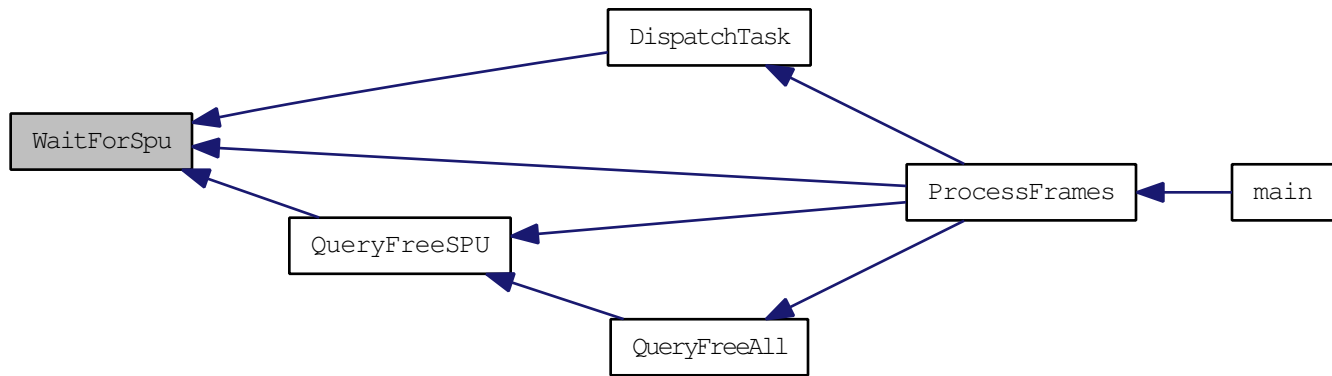 DispatchTask
WaitForSpu
ProcessFrames
main
QueryFreeSPU
QueryFreeAll